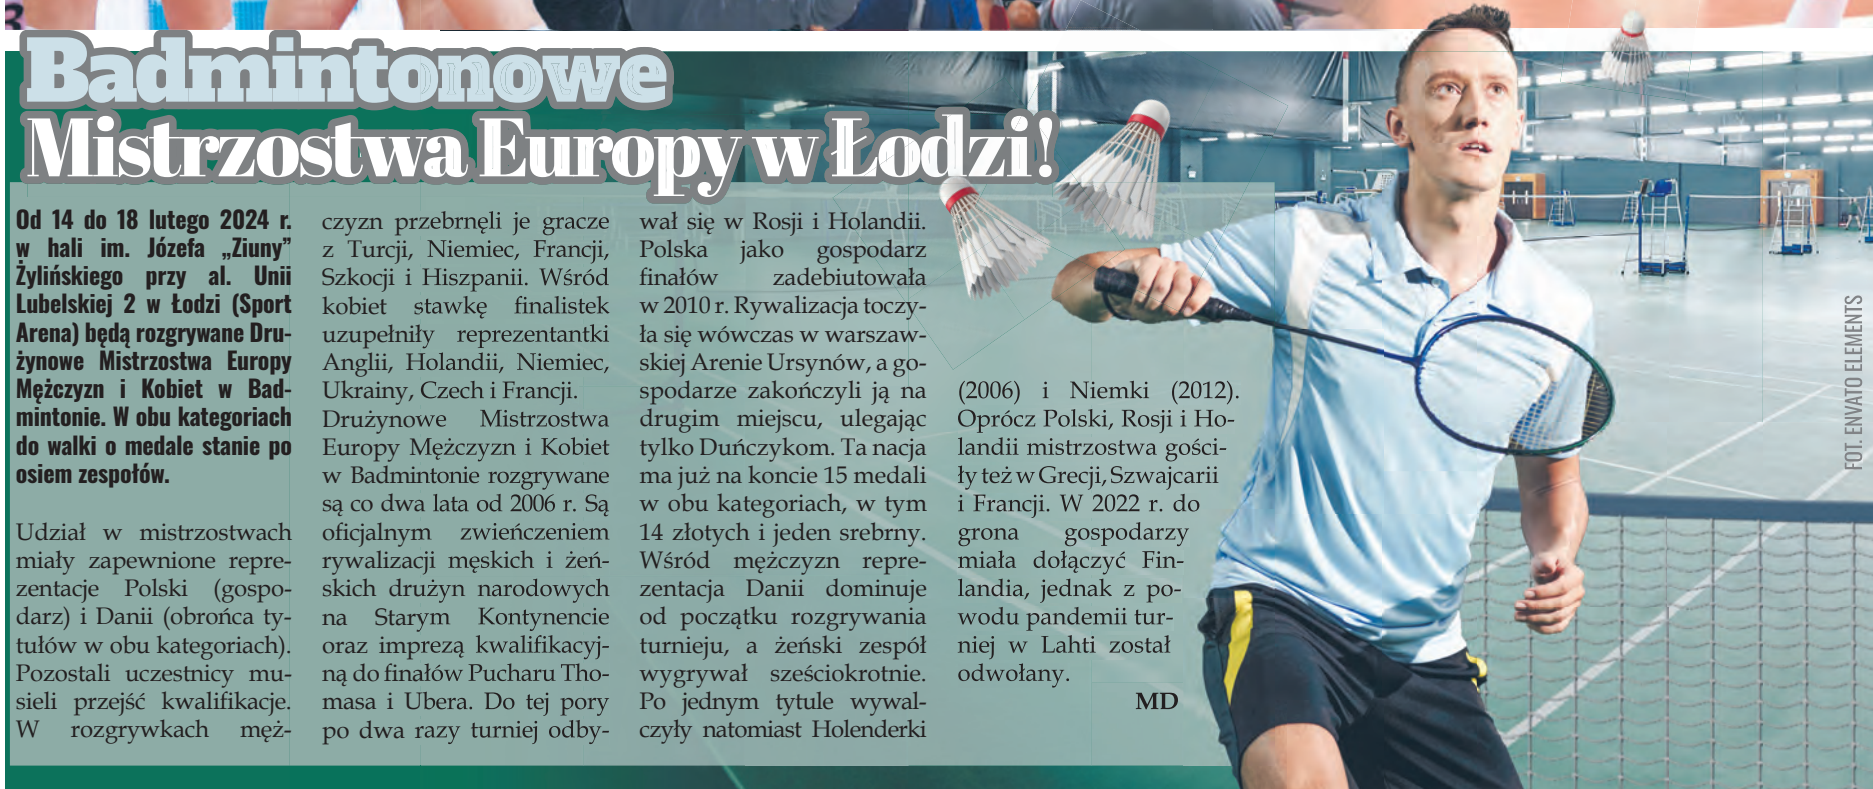 Badmintonowe
Mistrzostwa Europy w Łodzi!
Od 14 do 18 lutego 2024 r.
w hali im. Józefa „Ziuny”
Żylińskiego przy al. Unii
Lubelskiej 2 w Łodzi (Sport
Arena) będą rozgrywane Dru-
żynowe Mistrzostwa Europy
Mężczyzn i Kobiet w Bad-
mintonie. W obu kategoriach
do walki o medale stanie po
osiem zespołów.
Udział w mistrzostwach
miały zapewnione repre-
zentacje Polski (gospo-
darz) i Danii (obrońca ty-
tułów w obu kategoriach).
Pozostali uczestnicy mu-
sieli przejść kwalifikacje.
W rozgrywkach męż-
czyzn przebrnęli je gracze
z Turcji, Niemiec, Francji,
Szkocji i Hiszpanii. Wśród
kobiet stawkę finalistek
uzupełniły reprezentantki
Anglii, Holandii, Niemiec,
Ukrainy, Czech i Francji.
Drużynowe Mistrzostwa
Europy Mężczyzn i Kobiet
w Badmintonie rozgrywane
są co dwa lata od 2006 r. Są
oficjalnym zwieńczeniem
rywalizacji męskich i żeń-
skich drużyn narodowych
na Starym Kontynencie
oraz imprezą kwalifikacyj-
ną do finałów Pucharu Tho-
masa i Ubera. Do tej pory
po dwa razy turniej odby-
wał się w Rosji i Holandii.
Polska jako gospodarz
finałów zadebiutowała
w 2010 r. Rywalizacja toczy-
ła się wówczas w warszaw-
skiej Arenie Ursynów, a go-
spodarze zakończyli ją na
drugim miejscu, ulegając
tylko Duńczykom. Ta nacja
ma już na koncie 15 medali
w obu kategoriach, w tym
14 złotych i jeden srebrny.
Wśród mężczyzn repre-
zentacja Danii dominuje
od początku rozgrywania
turnieju, a żeński zespół
wygrywał sześciokrotnie.
Po jednym tytule wywal-
czyły natomiast Holenderki
(2006) i Niemki (2012).
Oprócz Polski, Rosji i Ho-
landii mistrzostwa gości-
ły też w Grecji, Szwajcarii
i Francji. W 2022 r. do
grona gospodarzy
miała dołączyć Fin-
landia, jednak z po-
wodu pandemii tur-
niej w Lahti został
odwołany.
MD
FOT. ENVATO ELEMENTS